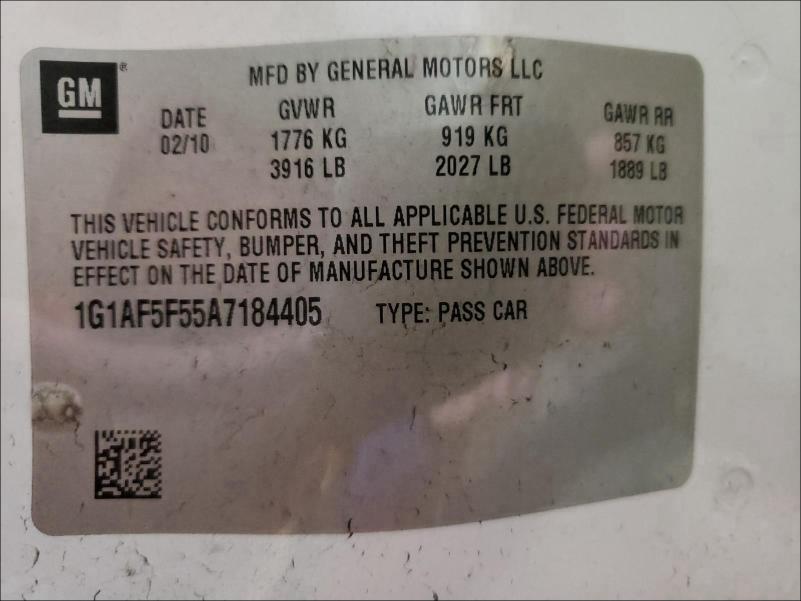 GM ®
MFD BY GENERAL MOTORS LLC
DATE GVWR GAWR FRT GAWR RR
02/10 1776 KG 919 KG 857 KG
3916 LB 2027 LB 1889 LB
THIS VEHICLE CONFORMS TO ALL APPLICABLE U.S. FEDERAL MOTOR
VEHICLE SAFETY, BUMPER, AND THEFT PREVENTION STANDARDS IN
EFFECT ON THE DATE OF MANUFACTURE SHOWN ABOVE.
1G1AF5F55A7184405 TYPE: PASS CAR